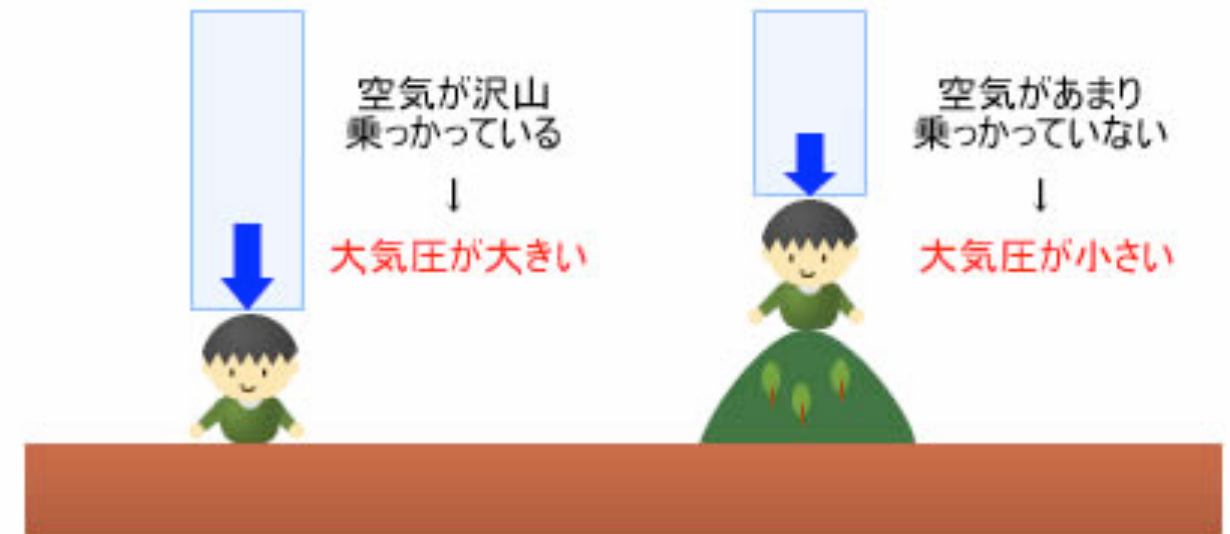 空気が沢山
乗っかっている
↓
大気圧が大きい
空気があまり
乗っかっていない
↓
大気圧が小さい